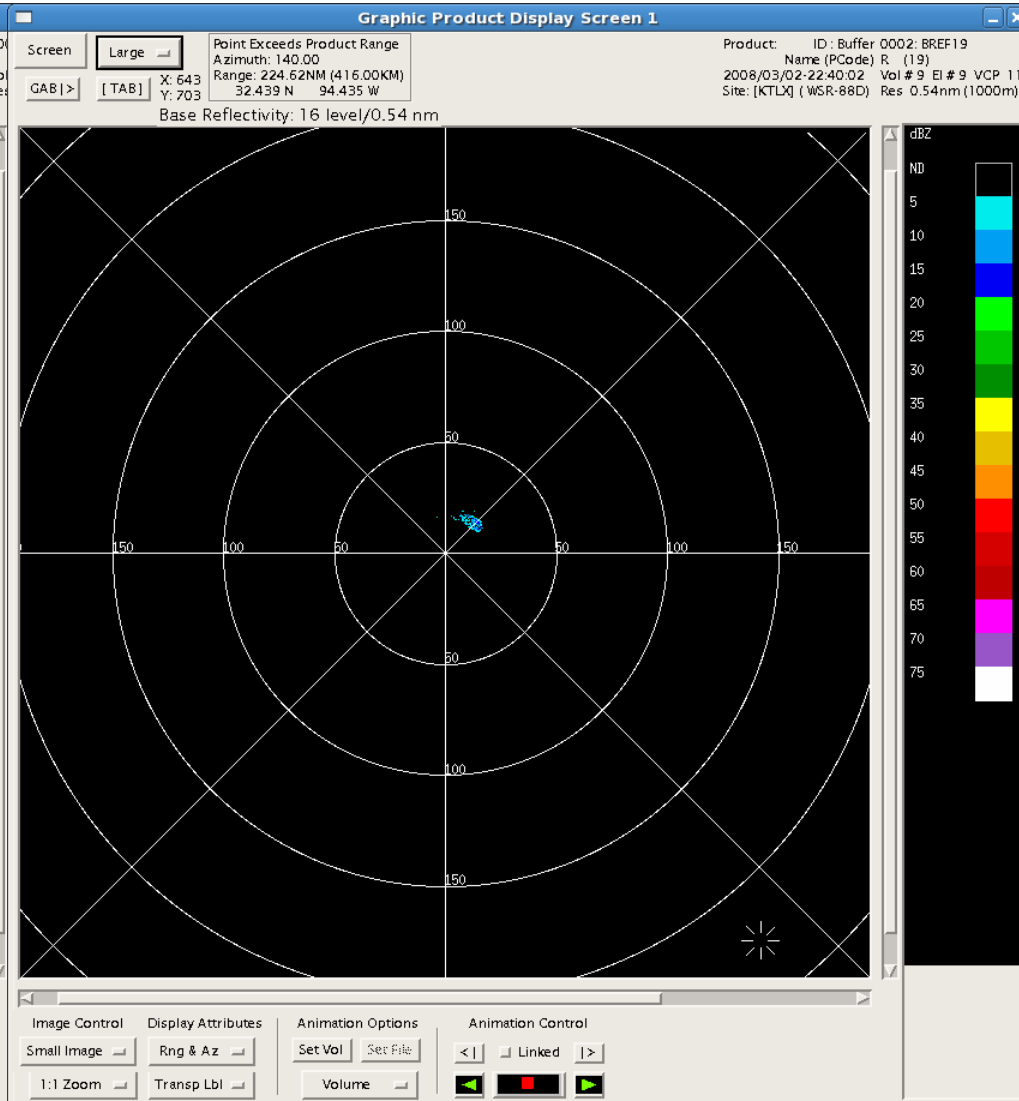 Graphic Product Display Screen 1
Screen
Large
Point Exceeds Product Range
Azimuth: 140.00
Range: 224.62NM (416.00KM)
32.439 N 94.435 W
GAB|>
[TAB]
X: 643
Y: 703
Product: ID : Buffer 0002: BREF19
Name (PCode) R (19)
2008/03/02-22:40:02 Vol # 9 El # 9 VCP 11
Site: [KTLX] ( WSR-88D) Res 0.54nm (1000m)
Base Reflectivity: 16 level/0.54 nm
150
100
50
150 100 50 50 100 150
50
100
150
dBZ
ND
5
10
15
20
25
30
35
40
45
50
55
60
65
70
75
Image Control Display Attributes Animation Options Animation Control
Small Image Rng & Az Set Vol Set File <| Linked |>
1:1 Zoom Transp Lbl Volume